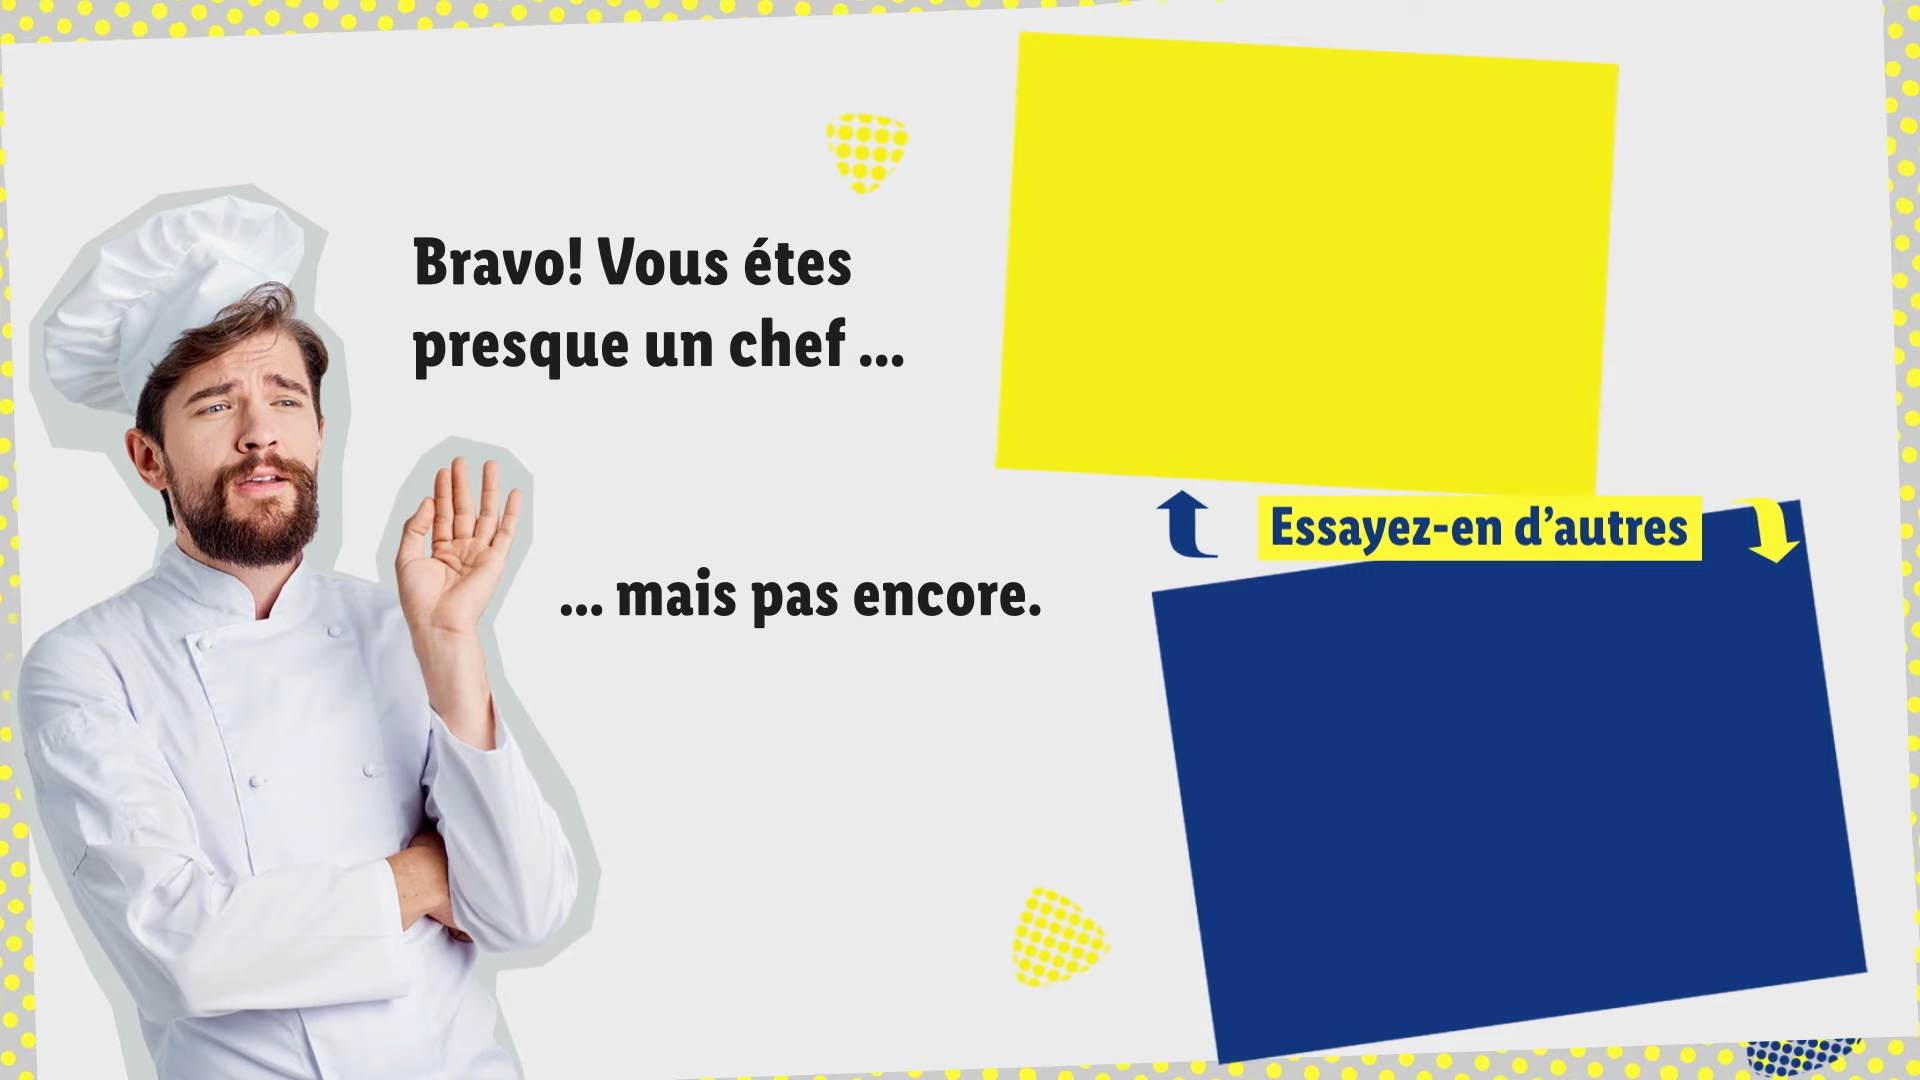 Bravo! Vous étes
presque un chef ...
... mais pas encore.
Essayez-en d’autres